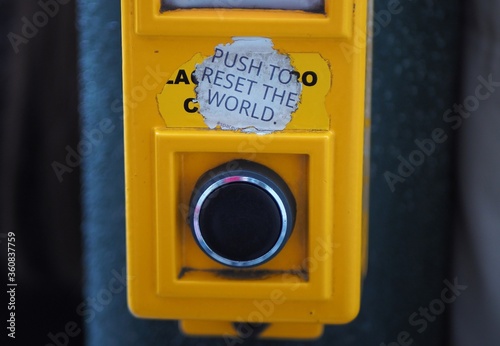 PUSH TO
RESET THE
WORLD.